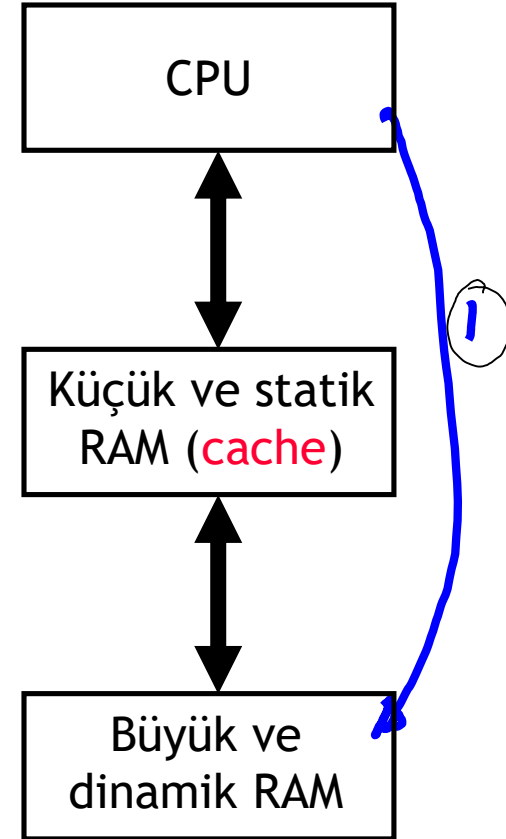 CPU
1
Küçük ve statik
RAM (cache)
Büyük ve
dinamik RAM